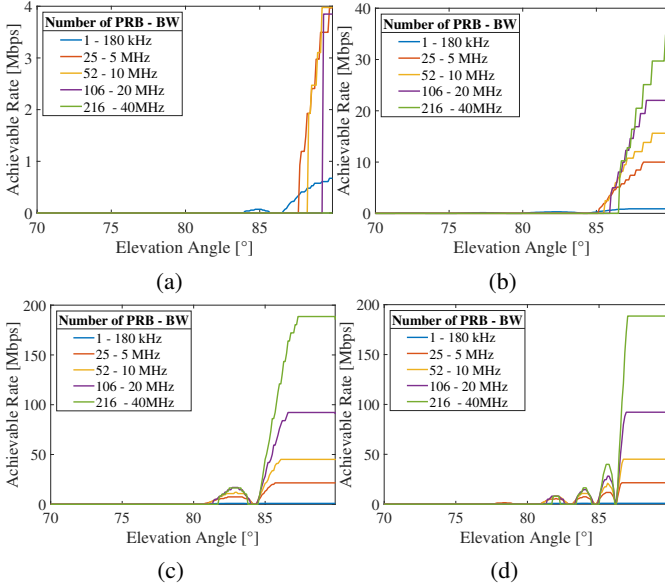 Achievable Rate [Mbps]
4
3
2
1
0
Number of PRB - BW
1 - 180 kHz
25 - 5 MHz
52 - 10 MHz
106 - 20 MHz
216 - 40MHz
70 75 80 85
Elevation Angle [°]
(a)
Achievable Rate [Mbps]
40
30
20
10
0
Number of PRB - BW
1 - 180 kHz
25 - 5 MHz
52 - 10 MHz
106 - 20 MHz
216 - 40MHz
70 75 80 85
Elevation Angle [°]
(b)
Achievable Rate [Mbps]
200
150
100
50
0
Number of PRB - BW
1 - 180 kHz
25 - 5 MHz
52 - 10 MHz
106 - 20 MHz
216 - 40MHz
70 75 80 85
Elevation Angle [°]
(c)
Achievable Rate [Mbps]
200
150
100
50
0
Number of PRB - BW
1 - 180 kHz
25 - 5 MHz
52 - 10 MHz
106 - 20 MHz
216 - 40MHz
70 75 80 85
Elevation Angle [°]
(d)